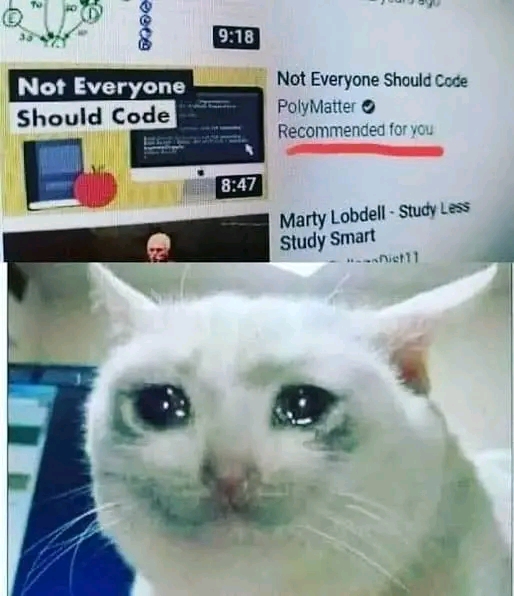 9:18
Not Everyone
Should Code
8:47
Not Everyone Should Code
PolyMatter
Recommended for you
Marty Lobdell - Study Less
Study Smart